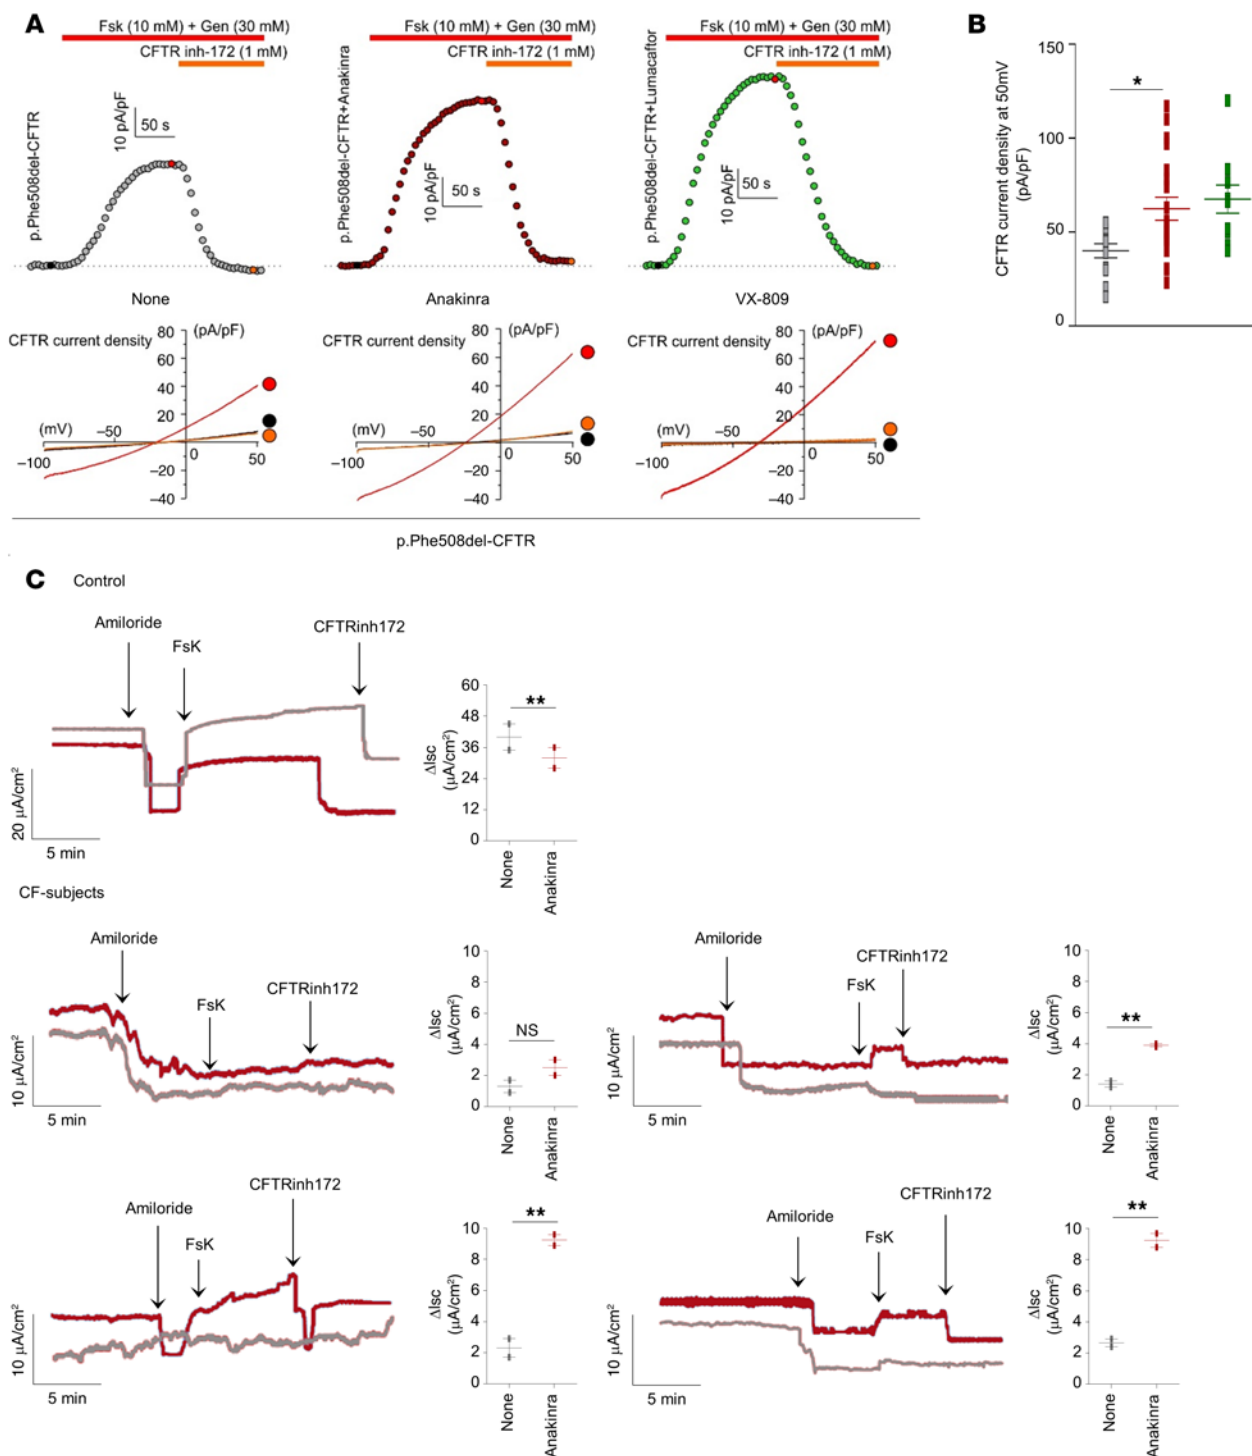 A
Fsk (10 mM) + Gen (30 mM)
CFTR inh-172 (1 mM)
p.Phe508del-CFTR
10 pA/pF
50 s
Fsk (10 mM) + Gen (30 mM)
CFTR inh-172 (1 mM)
p.Phe508del-CFTR+Anakinra
10 pA/pF
50 s
Fsk (10 mM) + Gen (30 mM)
CFTR inh-172 (1 mM)
p.Phe508del-CFTR+Lumacaftor
10 pA/pF
50 s
B
CFTR current density at 50mV
(pA/pF)
150
100
50
0
*
None
CFTR current density
(pA/pF)
80
60
40
20
−20
−40
(mV)
−50
−100
0
50
Anakinra
CFTR current density
(pA/pF)
80
60
40
20
−20
−40
(mV)
−50
−100
0
50
VX-809
CFTR current density
(pA/pF)
80
60
40
20
−20
−40
(mV)
−50
−100
0
50
p.Phe508del-CFTR
C
Control
Amiloride
FsK
CFTRinh172
20 µA/cm²
5 min
ΔIsc
(µA/cm²)
60
48
36
24
12
0
**
None
Anakinra
CF-subjects
Amiloride
FsK
CFTRinh172
10 µA/cm²
5 min
ΔIsc
(µA/cm²)
10
8
6
4
2
0
NS
None
Anakinra
Amiloride
FsK
CFTRinh172
10 µA/cm²
5 min
ΔIsc
(µA/cm²)
10
8
6
4
2
0
**
None
Anakinra
Amiloride
FsK
CFTRinh172
10 µA/cm²
5 min
ΔIsc
(µA/cm²)
10
8
6
4
2
0
**
None
Anakinra
Amiloride
FsK
CFTRinh172
10 µA/cm²
5 min
ΔIsc
(µA/cm²)
10
8
6
4
2
0
**
None
Anakinra